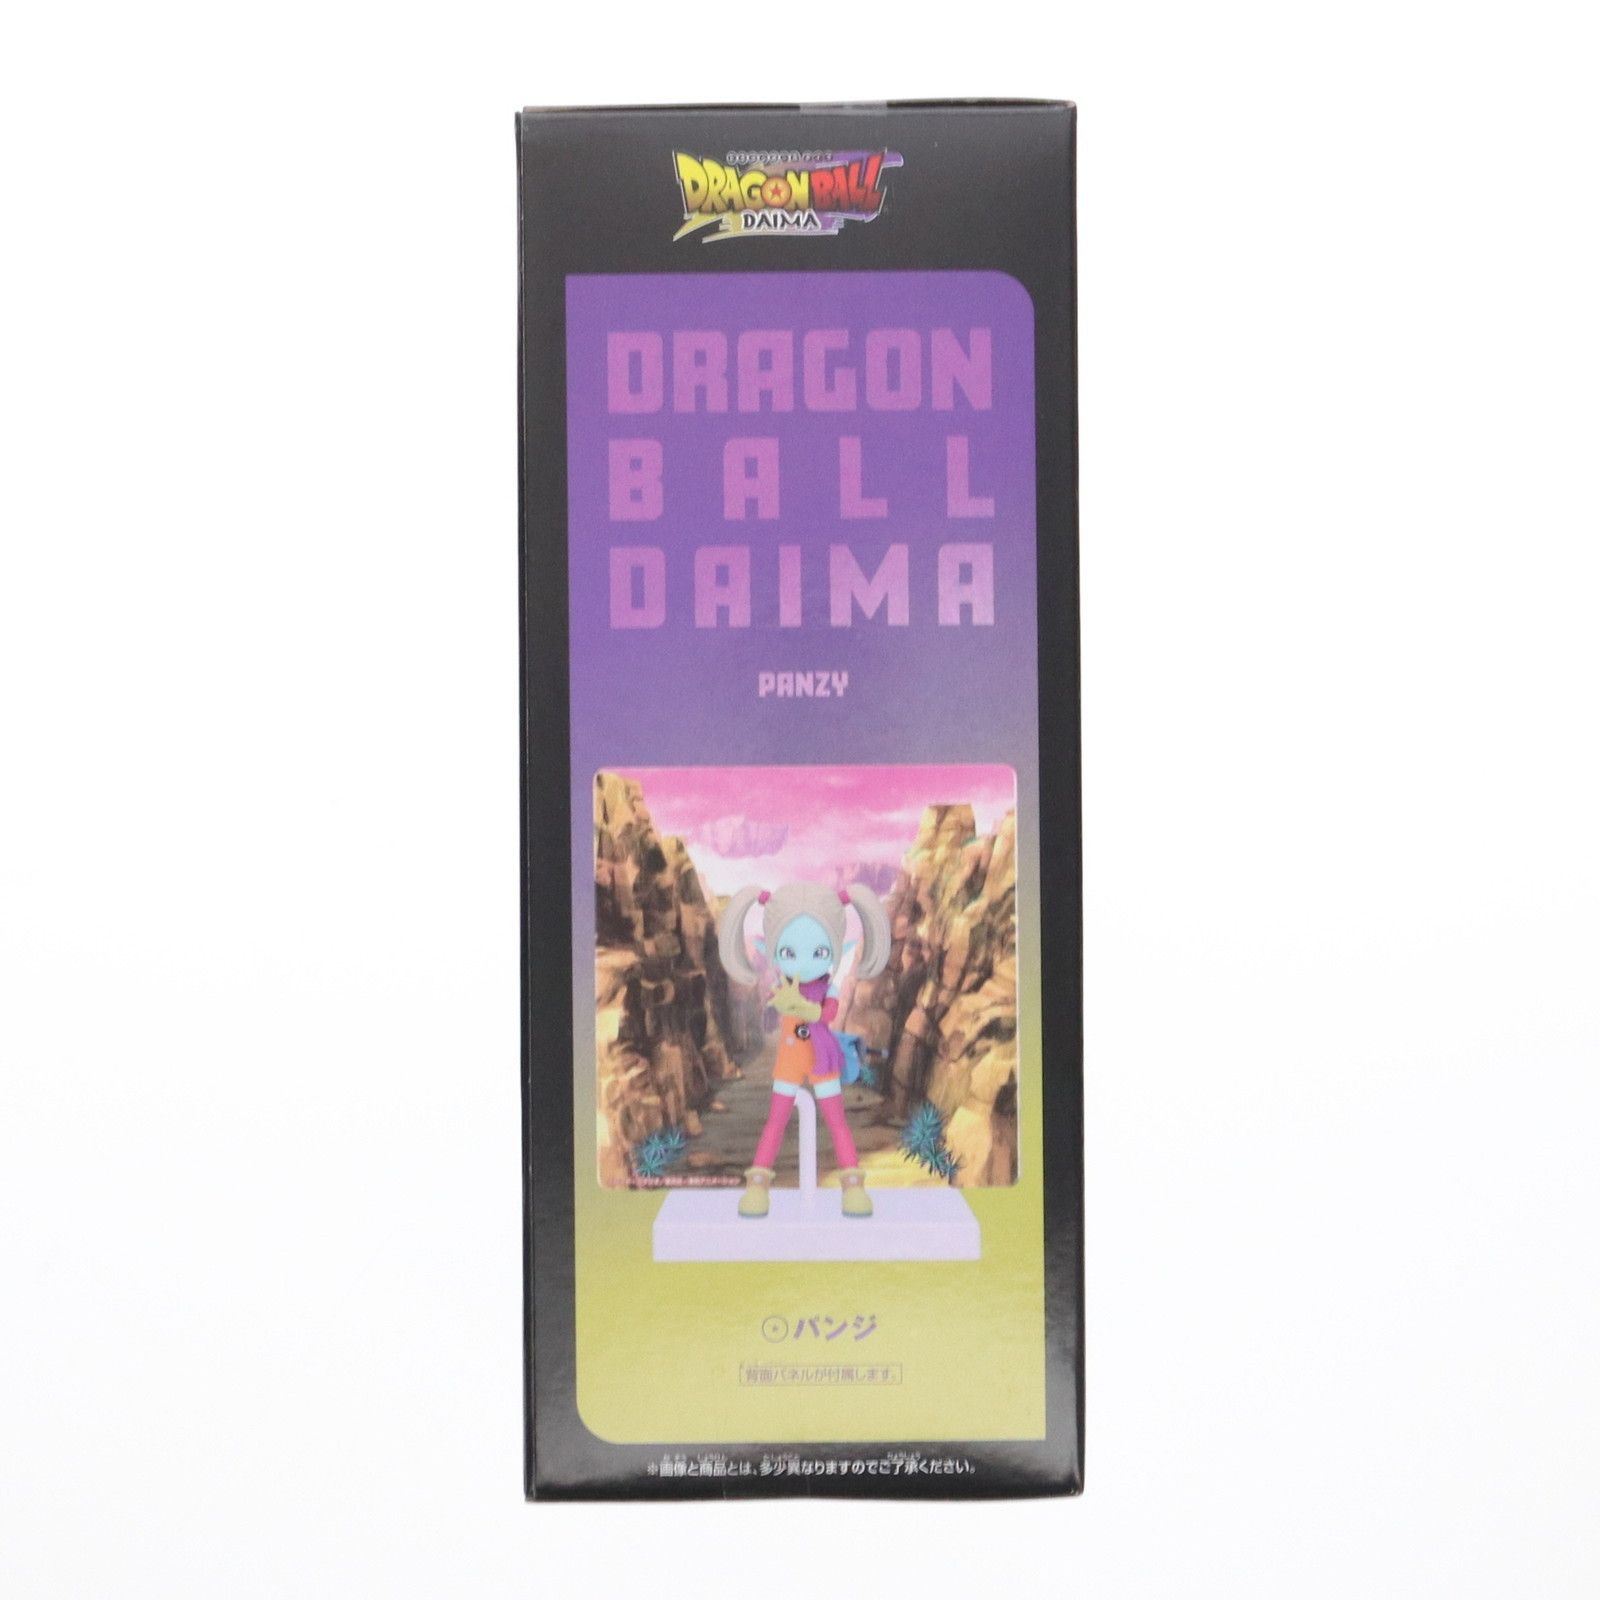 DRAGON BALL
DAIMA
DRAGON
BALL
DAIMA
PANZY
パンジ
背面パネルが付属します。
※画像と商品とは、多少異なりますのでご了承ください。